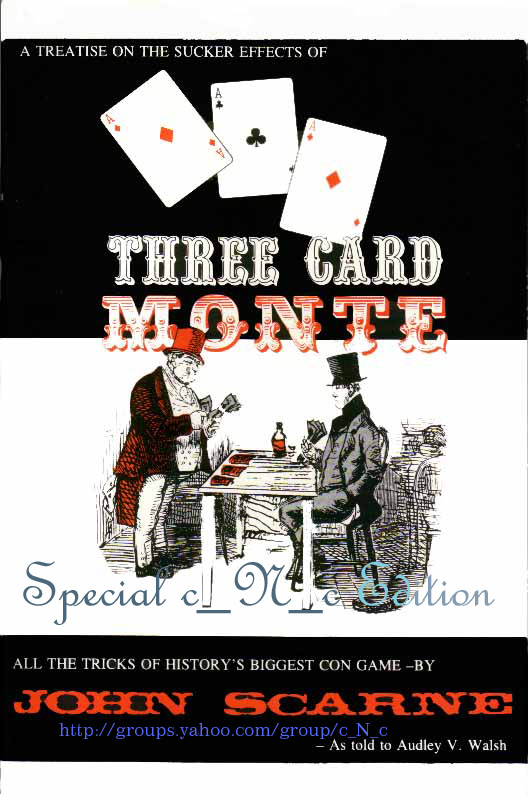 A TREATISE ON THE SUCKER EFFECTS OF
A
A
A
A
THREE CARD
MONTE
Special c_N_c Edition
ALL THE TRICKS OF HISTORY'S BIGGEST CON GAME –BY
JOHN SCARNE
http://groups.yahoo.com/group/c_N_c
– As told to Audley V. Walsh